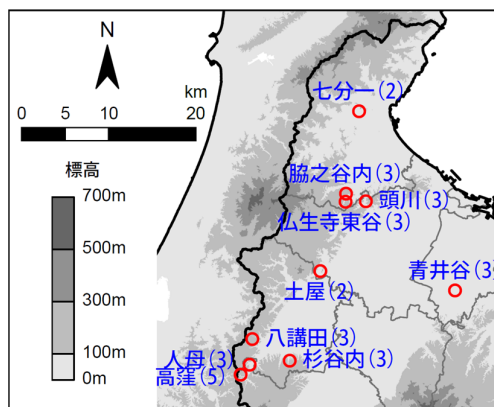 N
km
0 10 20
標高
700m
500m
300m
100m
0m
七分一(2)
脇之谷内(3)
頭川(3)
仏生寺東谷(3)
青井谷(3)
土屋(2)
八講田(3)
人母(3)
杉谷内(3)
高窪(5)